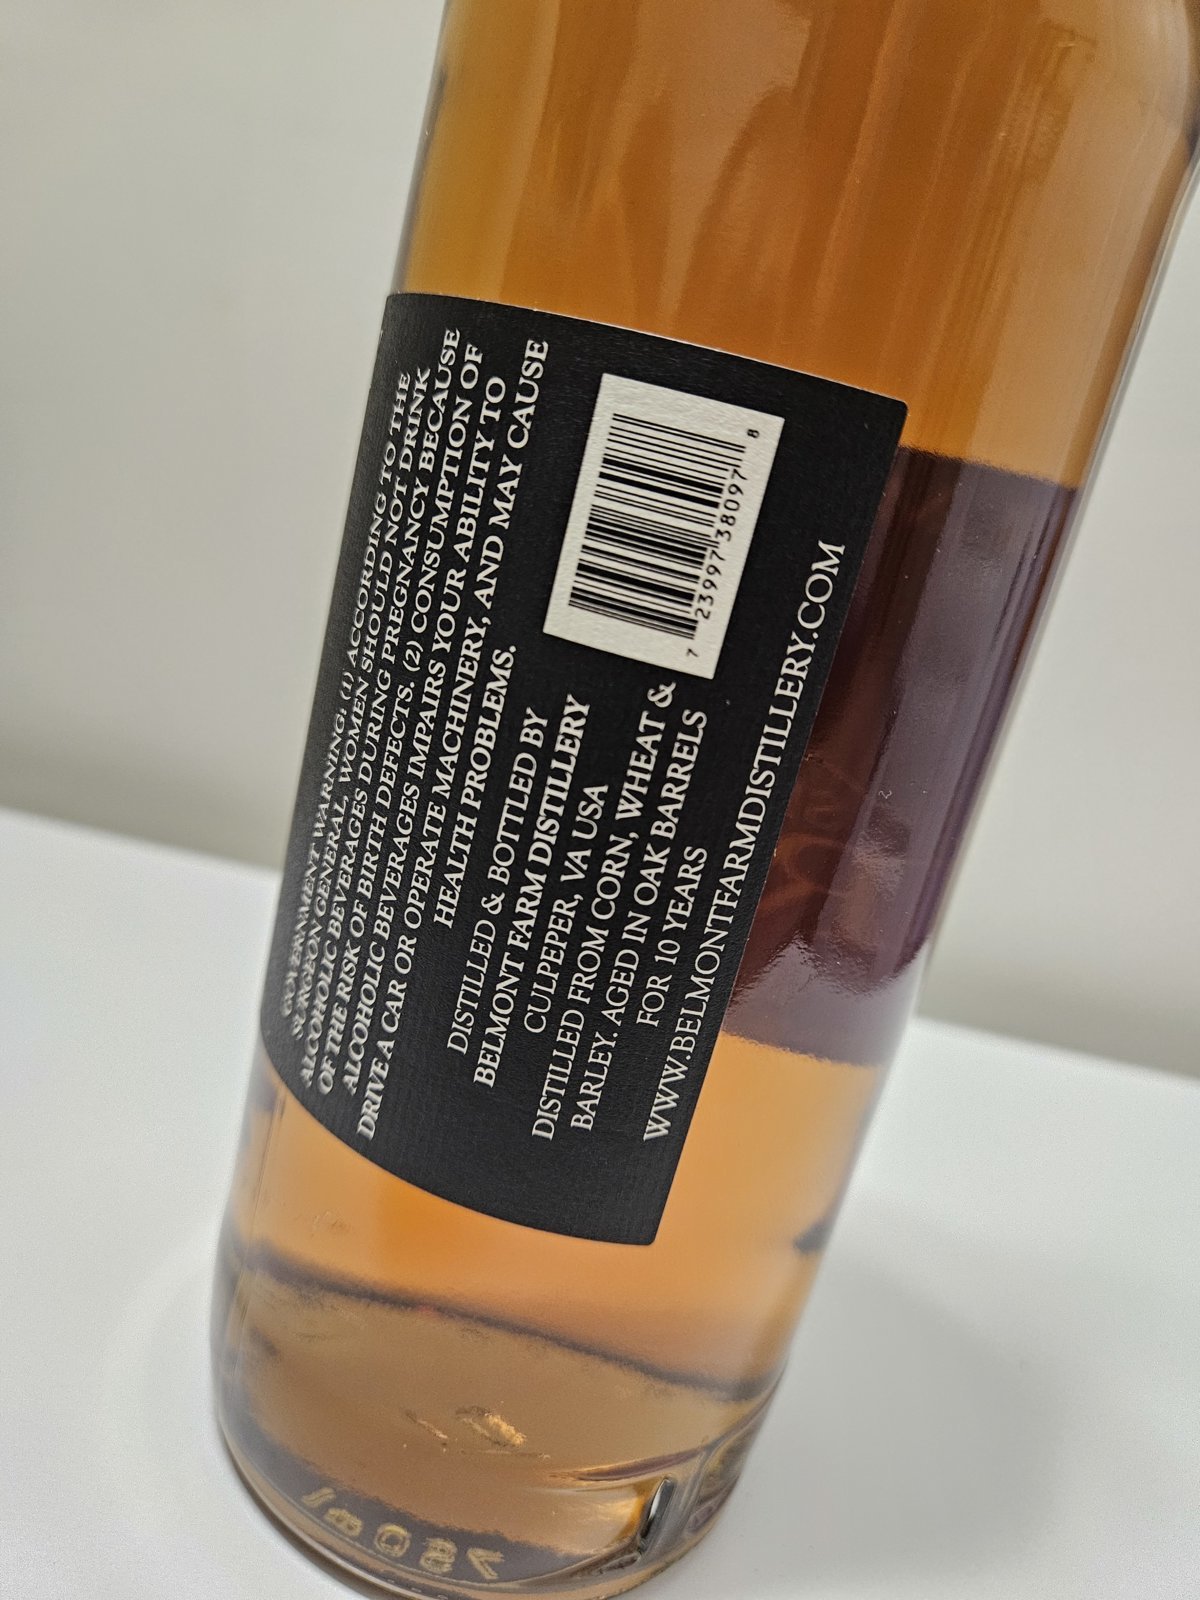 GOVERNMENT WARNING: (1) ACCORDING TO THE
SURGEON GENERAL, WOMEN SHOULD NOT DRINK
ALCOHOLIC BEVERAGES DURING PREGNANCY BECAUSE
OF THE RISK OF BIRTH DEFECTS. (2) CONSUMPTION OF
ALCOHOLIC BEVERAGES IMPAIRS YOUR ABILITY TO
DRIVE A CAR OR OPERATE MACHINERY, AND MAY CAUSE
HEALTH PROBLEMS.
DISTILLED & BOTTLED BY
BELMONT FARM DISTILLERY
CULPEPER, VA USA
DISTILLED FROM CORN, WHEAT &
BARLEY. AGED IN OAK BARRELS
FOR 10 YEARS
WWW.BELMONTFARMDISTILLERY.COM
7 23997 38097 8